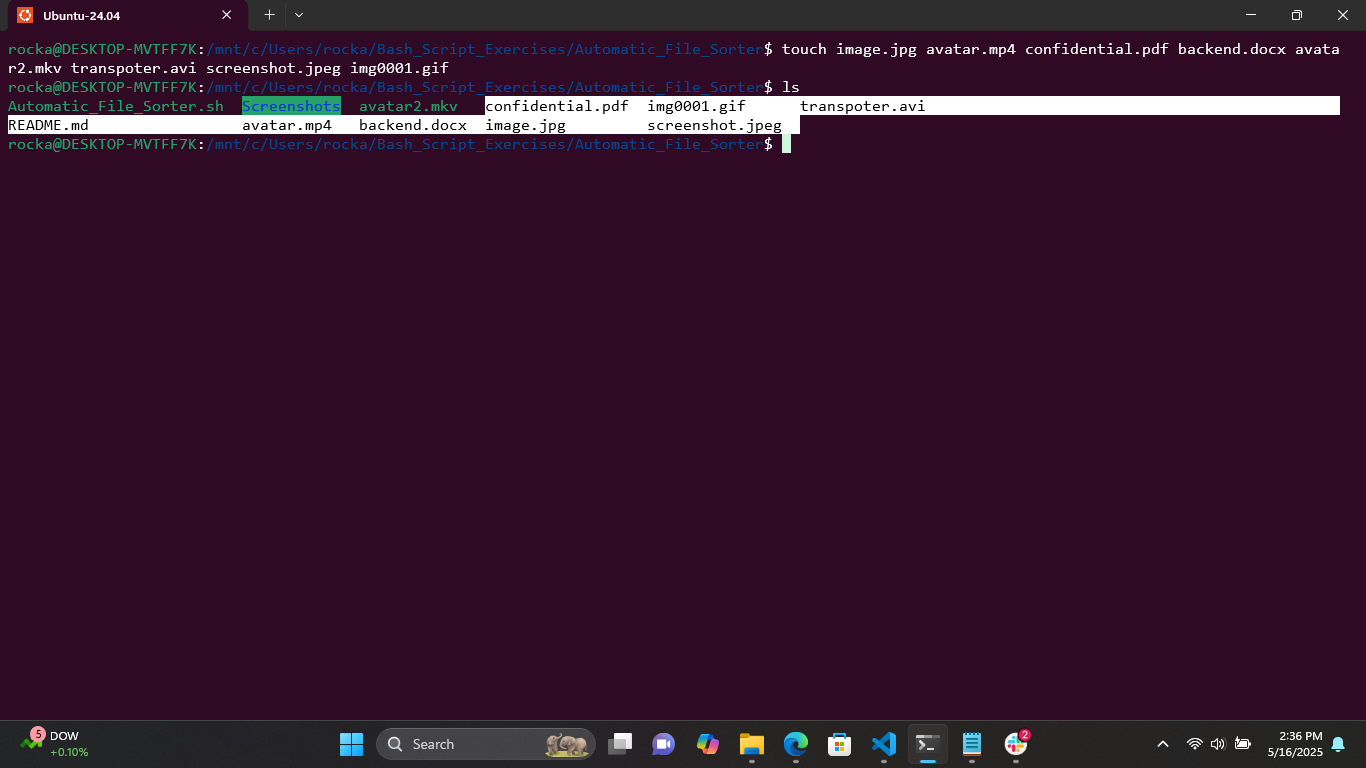 Ubuntu-24.04
rocka@DESKTOP-MVTFF7K:/mnt/c/Users/rocka/Bash_Script_Exercises/Automatic_File_Sorter$ touch image.jpg avatar.mp4 confidential.pdf backend.docx avata
r2.mkv transpoter.avi screenshot.jpeg img0001.gif
rocka@DESKTOP-MVTFF7K:/mnt/c/Users/rocka/Bash_Script_Exercises/Automatic_File_Sorter$ ls
Automatic_File_Sorter.sh  Screenshots  avatar2.mkv   confidential.pdf  img0001.gif      transpoter.avi
README.md                 avatar.mp4   backend.docx  image.jpg         screenshot.jpeg
rocka@DESKTOP-MVTFF7K:/mnt/c/Users/rocka/Bash_Script_Exercises/Automatic_File_Sorter$
5
DOW
+0.10%
Search
2
2:36 PM
5/16/2025